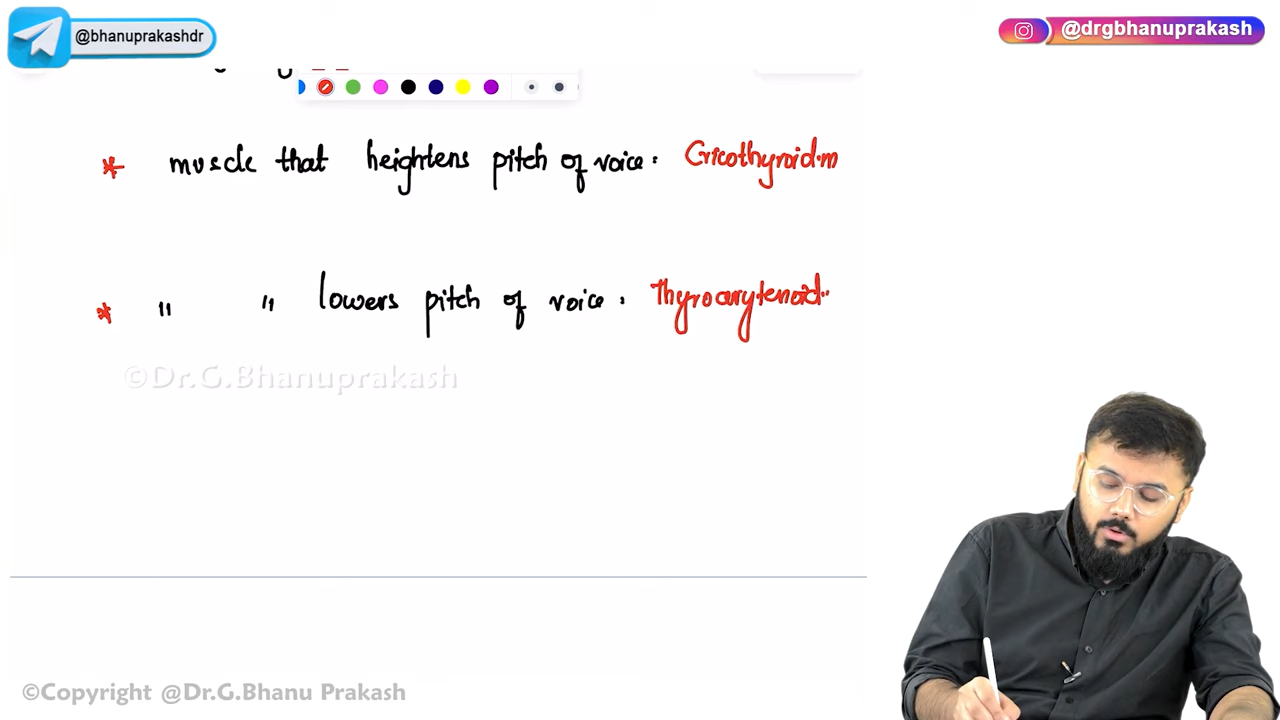 @bhanuprakashdr
@drgbhanuprakash
* muscle that heightens pitch of voice : Cricothyroid.m
* " " lowers pitch of voice : Thyroarytenoid..
©Dr.G.Bhanuprakash
©Copyright @Dr.G.Bhanu Prakash